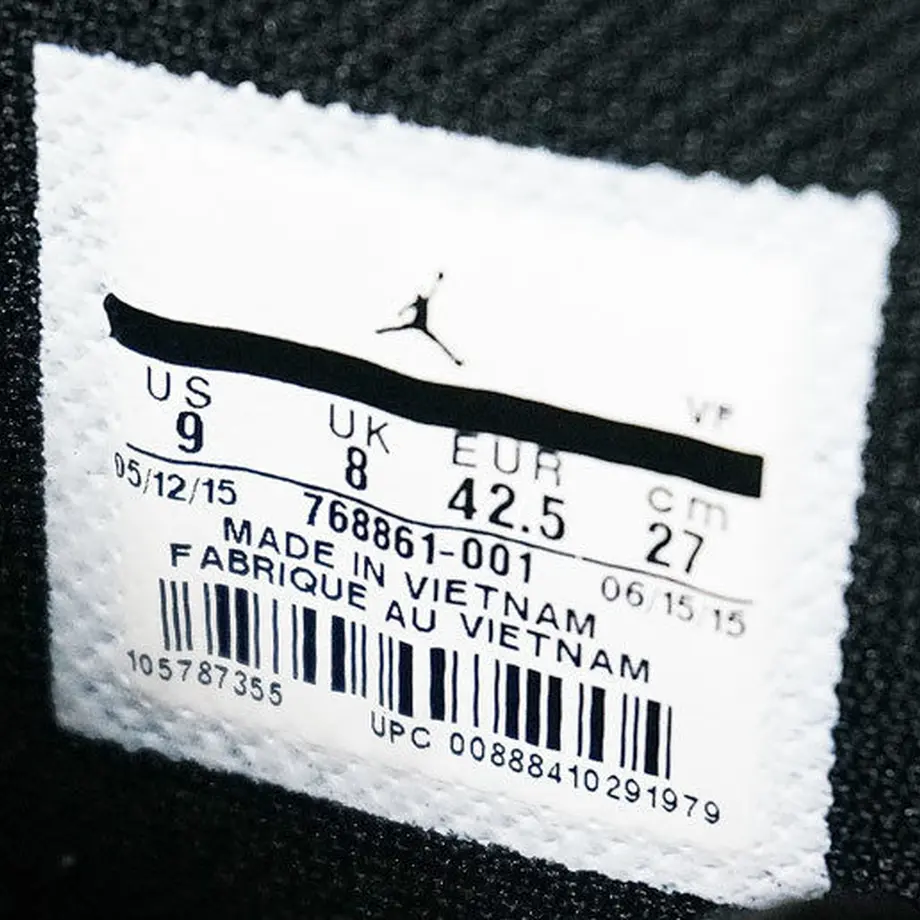 VF
US UK EUR cm
9 8 42.5 27
05/12/15 768861-001 06/15/15
MADE IN VIETNAM
FABRIQUE AU VIETNAM
105787355
UPC 00888410291979